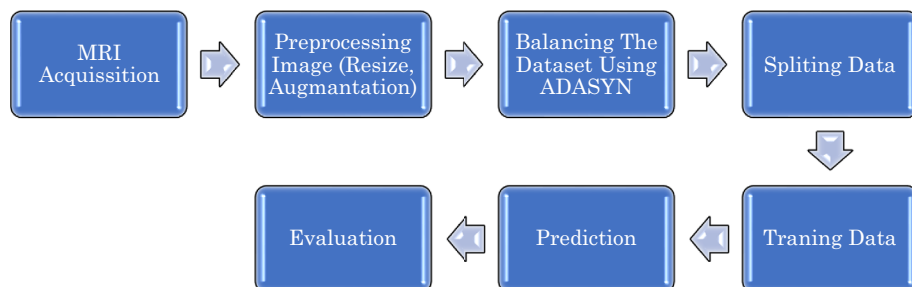 MRI
Acquissition
Preprocessing
Image (Resize,
Augmantation)
Balancing The
Dataset Using
ADASYN
Spliting Data
Traning Data
Prediction
Evaluation